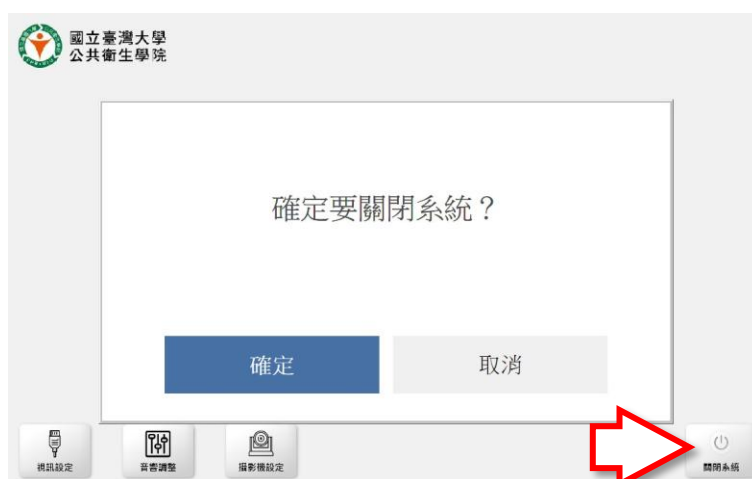 國立臺灣大學
公共衛生學院
確定要關閉系統？
確定
取消
視訊設定
音響調整
攝影機設定
關閉系統